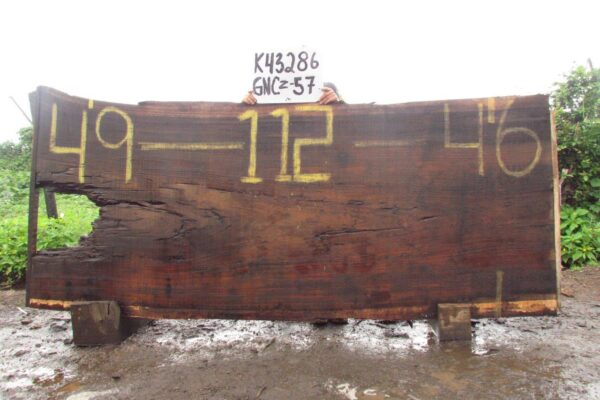 K43286
GNC=-57
49 — 112 — 46